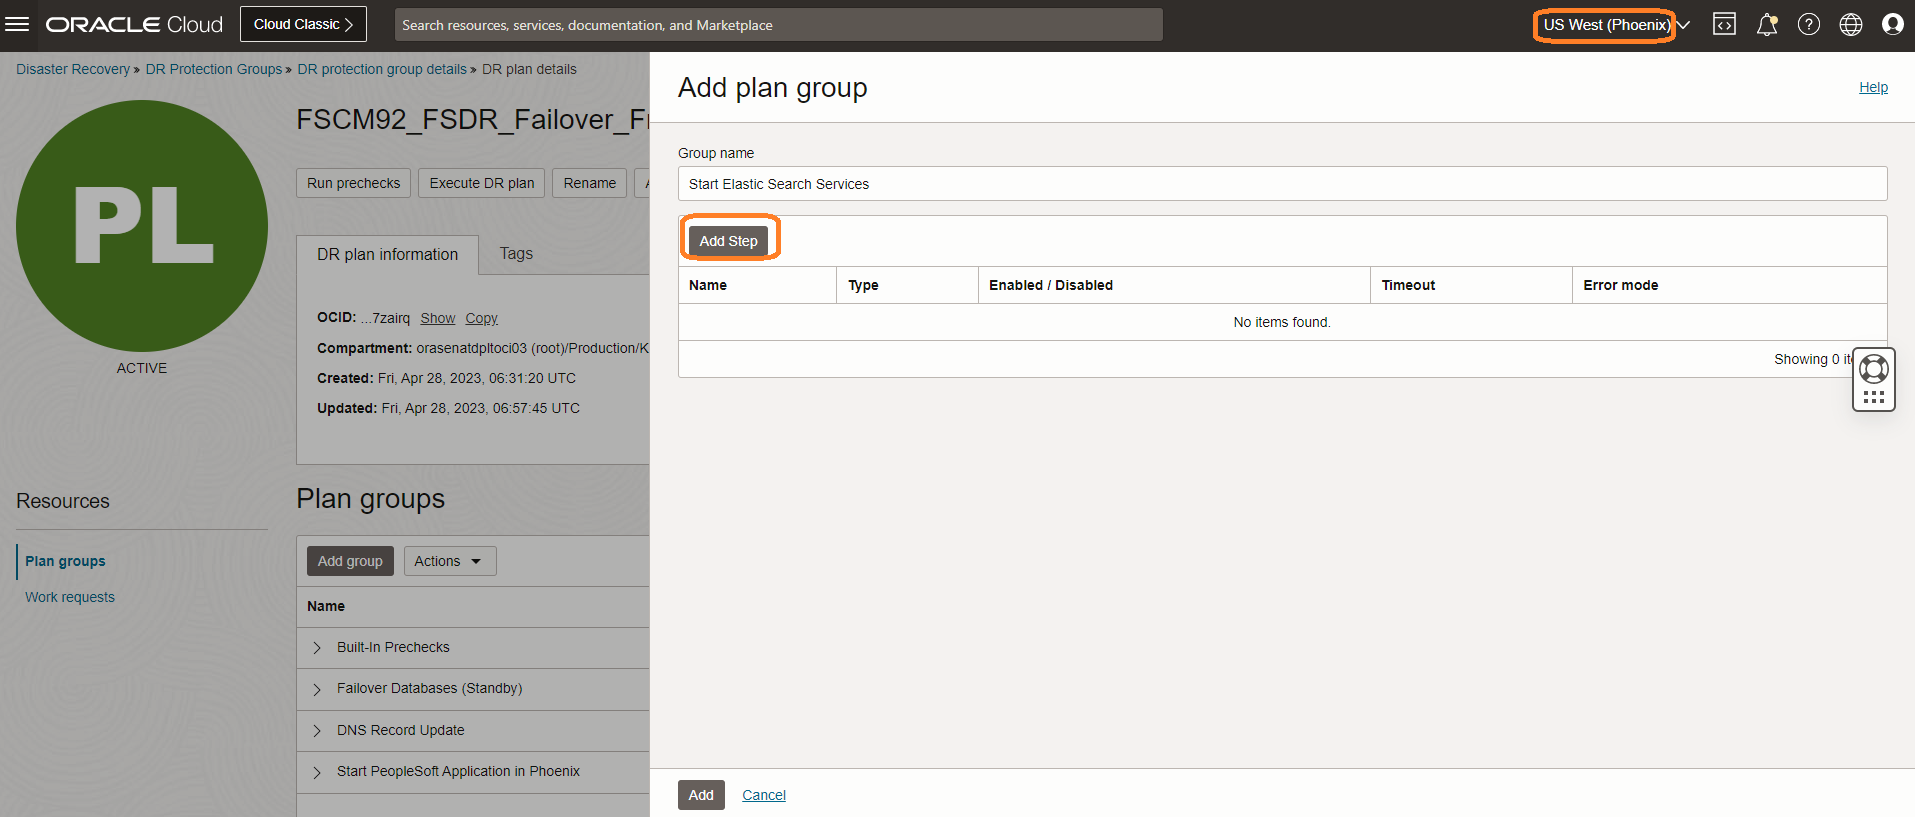 ORACLE Cloud
Cloud Classic
Search resources, services, documentation, and Marketplace
US West (Phoenix)
Disaster Recovery » DR Protection Groups » DR protection group details » DR plan details
PL
ACTIVE
FSCM92_FSDR_Failover_
Run prechecks
Execute DR plan
Rename
DR plan information
Tags
OCID: ...7zairq Show Copy
Compartment: orasenatdpltoci03 (root)/Production/K
Created: Fri, Apr 28, 2023, 06:31:20 UTC
Updated: Fri, Apr 28, 2023, 06:57:45 UTC
Resources
Plan groups
Work requests
Plan groups
Add group
Actions
Name
Built-In Prechecks
Failover Databases (Standby)
DNS Record Update
Start PeopleSoft Application in Phoenix
Add plan group
Help
Group name
Start Elastic Search Services
Add Step
Name Type Enabled / Disabled Timeout Error mode
No items found.
Showing 0
Add
Cancel